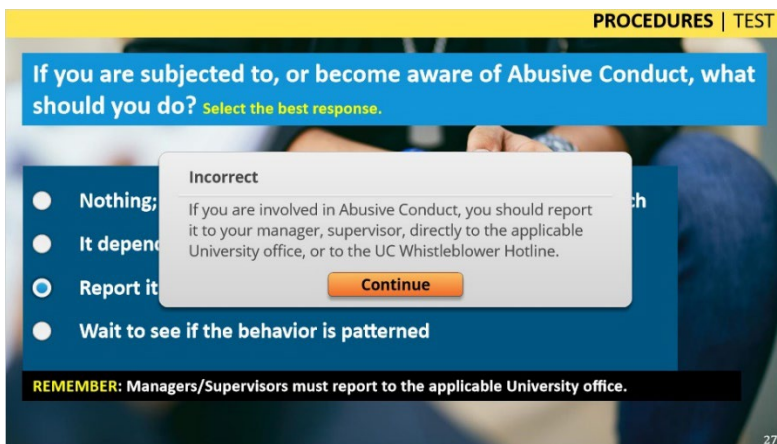 PROCEDURES | TEST
If you are subjected to, or become aware of Abusive Conduct, what
should you do? Select the best response.
Incorrect
If you are involved in Abusive Conduct, you should report
it to your manager, supervisor, directly to the applicable
University office, or to the UC Whistleblower Hotline.
Continue
Nothing;
It
Report it
Wait to see if the behavior is patterned
REMEMBER: Managers/Supervisors must report to the applicable University office.
27